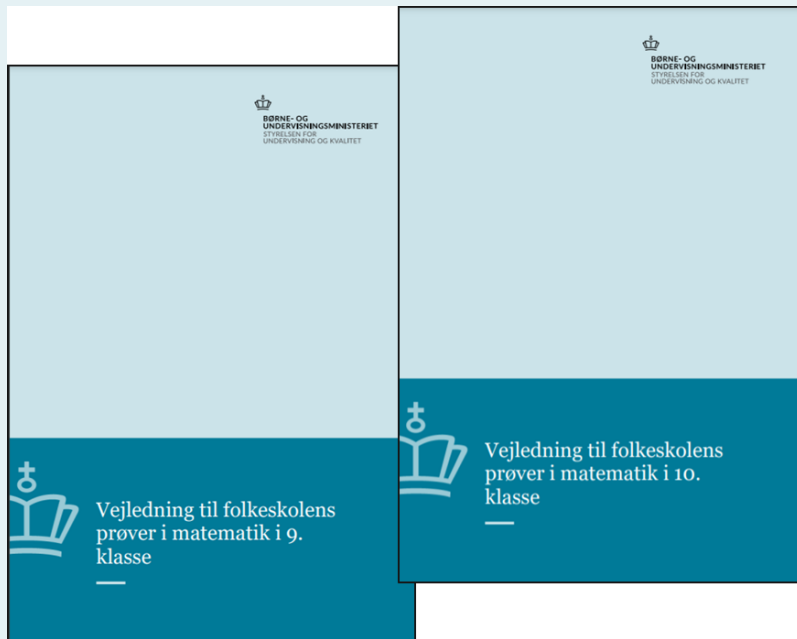 BØRNE- OG
UNDERVISNINGSMINISTERIET
STYRELSEN FOR
UNDERVISNING OG KVALITET
Vejledning til folkeskolens
prøver i matematik i 9.
klasse
BØRNE- OG
UNDERVISNINGSMINISTERIET
STYRELSEN FOR
UNDERVISNING OG KVALITET
Vejledning til folkeskolens
prøver i matematik i 10.
klasse